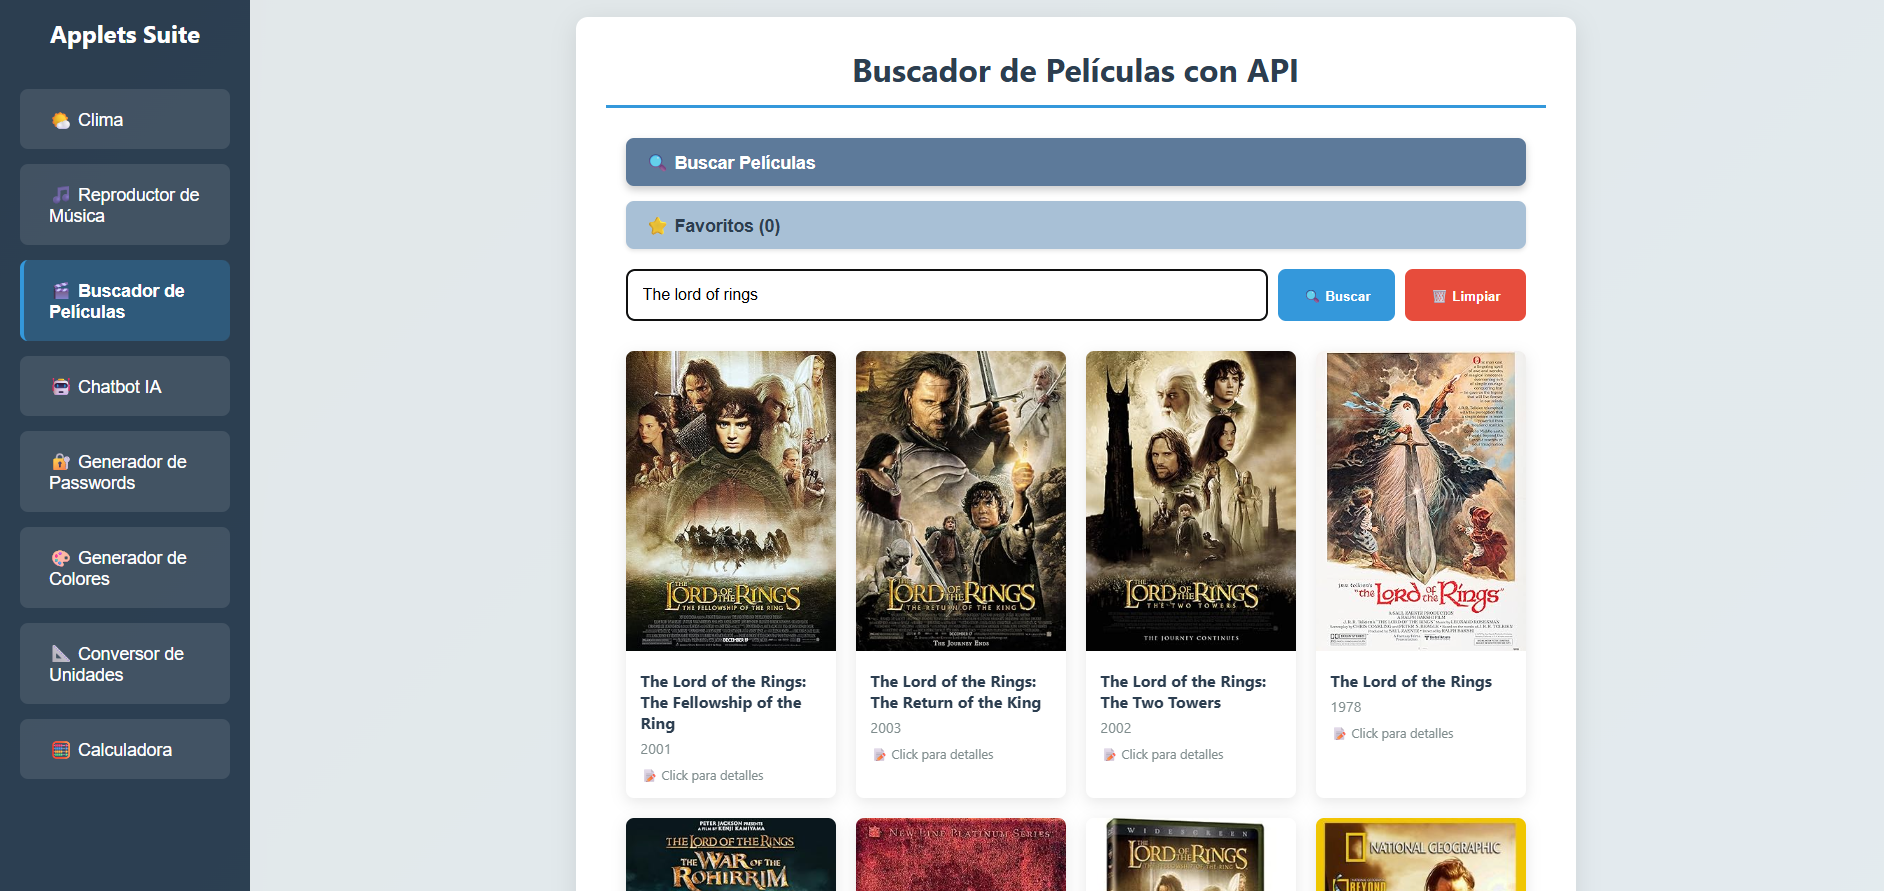 Applets Suite
Clima
Reproductor de
Música
Buscador de
Películas
Chatbot IA
Generador de
Passwords
Generador de
Colores
Conversor de
Unidades
Calculadora
Buscador de Películas con API
Buscar Películas
Favoritos (0)
The lord of rings
Buscar
Limpiar
THE
LORD OF THE RINGS
THE FELLOWSHIP OF THE RING
THE
LORD OF THE RINGS
THE RETURN OF THE KING
THE JOURNEY ENDS
THE
LORD OF THE RINGS
THE TWO TOWERS
THE JOURNEY CONTINUES
"the Lord of the Rings"
The Lord of the Rings:
The Fellowship of the
Ring
2001
Click para detalles
The Lord of the Rings:
The Return of the King
2003
Click para detalles
The Lord of the Rings:
The Two Towers
2002
Click para detalles
The Lord of the Rings
1978
Click para detalles
PETER JACKSON PRESENTS
A FILM BY KENJI KAMIYAMA
THE LORD OF THE RINGS
THE WAR OF THE
ROHIRRIM
NEW LINE PLATINUM SERIES
WIDESCREEN
THE
LORD OF THE RINGS
NATIONAL GEOGRAPHIC
BEYOND